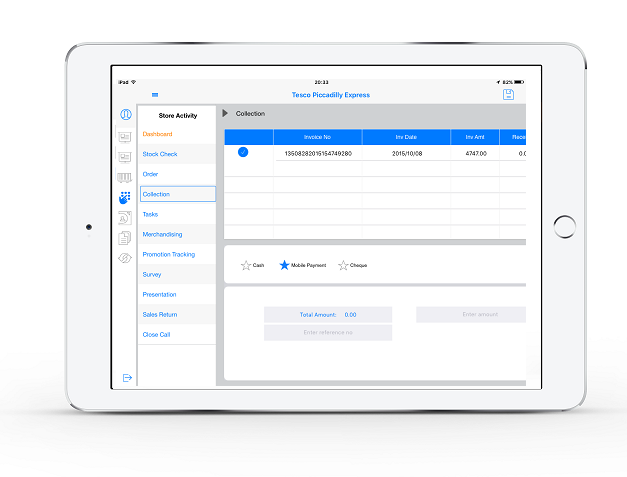 iPad 20:33 82%
Tesco Piccadilly Express
Store Activity
Dashboard
Stock Check
Order
Collection
Tasks
Merchandising
Promotion Tracking
Survey
Presentation
Sales Return
Close Call
Collection
Invoice No Inv Date Inv Amt Rece
13508282015154749280 2015/10/08 4747.00 0.0
Cash Mobile Payment Cheque
Total Amount: 0.00 Enter amount
Enter reference no